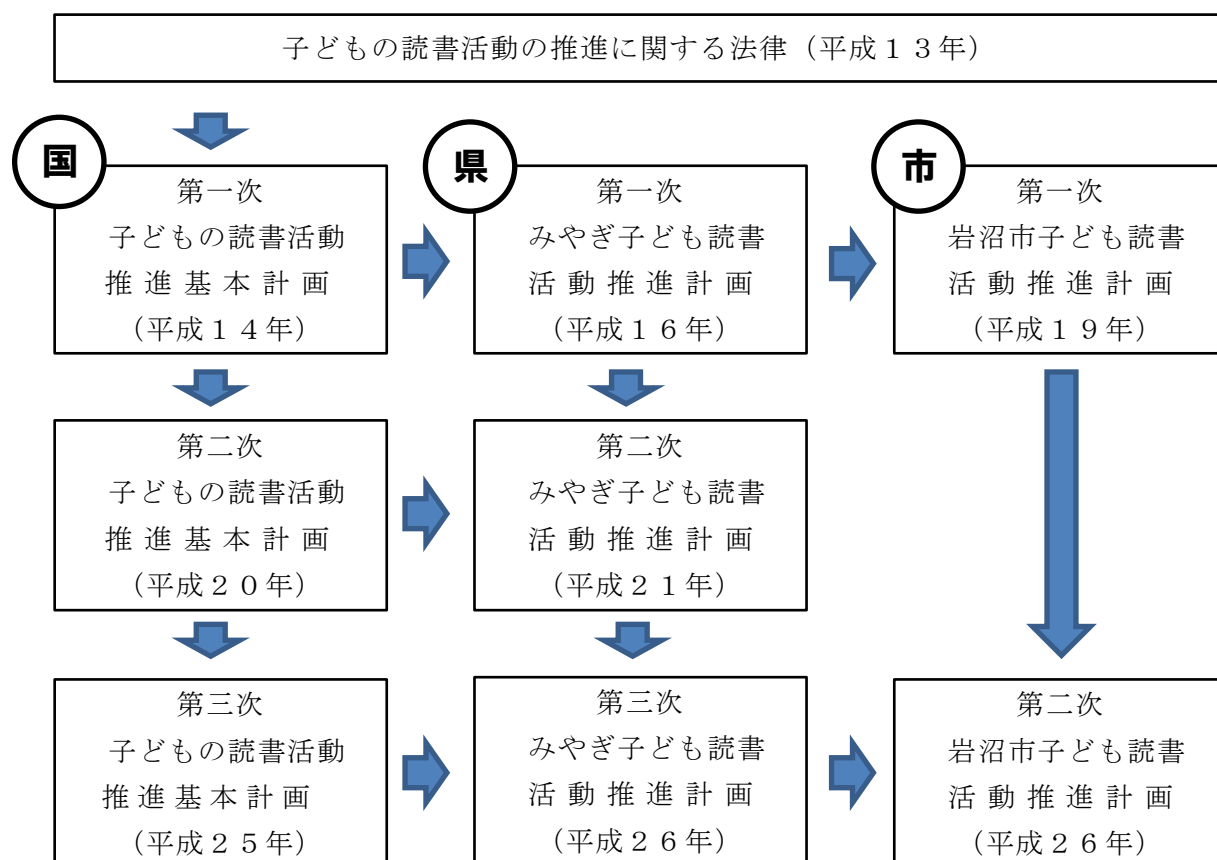 子どもの読書活動の推進に関する法律（平成１３年）
国
第一次
子どもの読書活動
推進基本計画
（平成１４年）
県
第一次
みやぎ子ども読書
活動推進計画
（平成１６年）
市
第一次
岩沼市子ども読書
活動推進計画
（平成１９年）
第二次
子どもの読書活動
推進基本計画
（平成２０年）
第二次
みやぎ子ども読書
活動推進計画
（平成２１年）
第三次
子どもの読書活動
推進基本計画
（平成２５年）
第三次
みやぎ子ども読書
活動推進計画
（平成２６年）
第二次
岩沼市子ども読書
活動推進計画
（平成２６年）